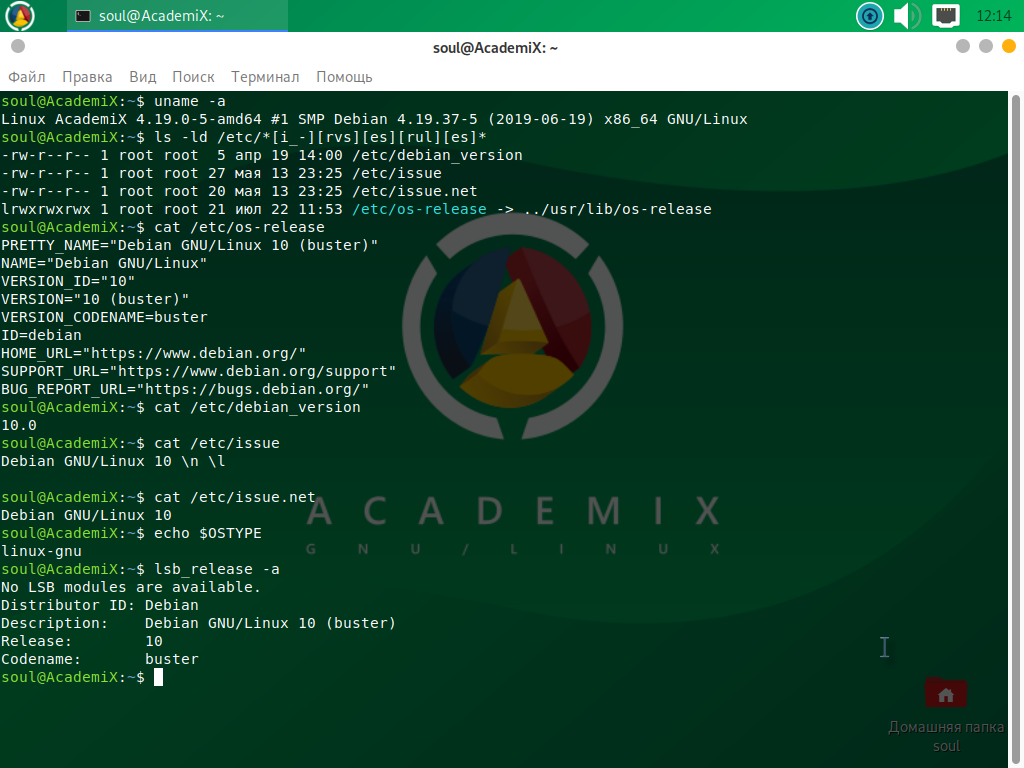 soul@AcademiX: ~
12:14
soul@AcademiX: ~
Файл Правка Вид Поиск Терминал Помощь
soul@AcademiX:~$ uname -a
Linux AcademiX 4.19.0-5-amd64 #1 SMP Debian 4.19.37-5 (2019-06-19) x86_64 GNU/Linux
soul@AcademiX:~$ ls -ld /etc/*[i_-][rvs][es][rul][es]*
-rw-r--r-- 1 root root  5 апр 19 14:00 /etc/debian_version
-rw-r--r-- 1 root root 27 мая 13 23:25 /etc/issue
-rw-r--r-- 1 root root 20 мая 13 23:25 /etc/issue.net
lrwxrwxrwx 1 root root 21 июл 22 11:53 /etc/os-release -> ../usr/lib/os-release
soul@AcademiX:~$ cat /etc/os-release
PRETTY_NAME="Debian GNU/Linux 10 (buster)"
NAME="Debian GNU/Linux"
VERSION_ID="10"
VERSION="10 (buster)"
VERSION_CODENAME=buster
ID=debian
HOME_URL="https://www.debian.org/"
SUPPORT_URL="https://www.debian.org/support"
BUG_REPORT_URL="https://bugs.debian.org/"
soul@AcademiX:~$ cat /etc/debian_version
10.0
soul@AcademiX:~$ cat /etc/issue
Debian GNU/Linux 10 \n \l
soul@AcademiX:~$ cat /etc/issue.net
Debian GNU/Linux 10
soul@AcademiX:~$ echo $OSTYPE
linux-gnu
soul@AcademiX:~$ lsb_release -a
No LSB modules are available.
Distributor ID: Debian
Description:    Debian GNU/Linux 10 (buster)
Release:        10
Codename:       buster
soul@AcademiX:~$
ACADEMIX
GNU/LINUX
Домашняя папка
soul